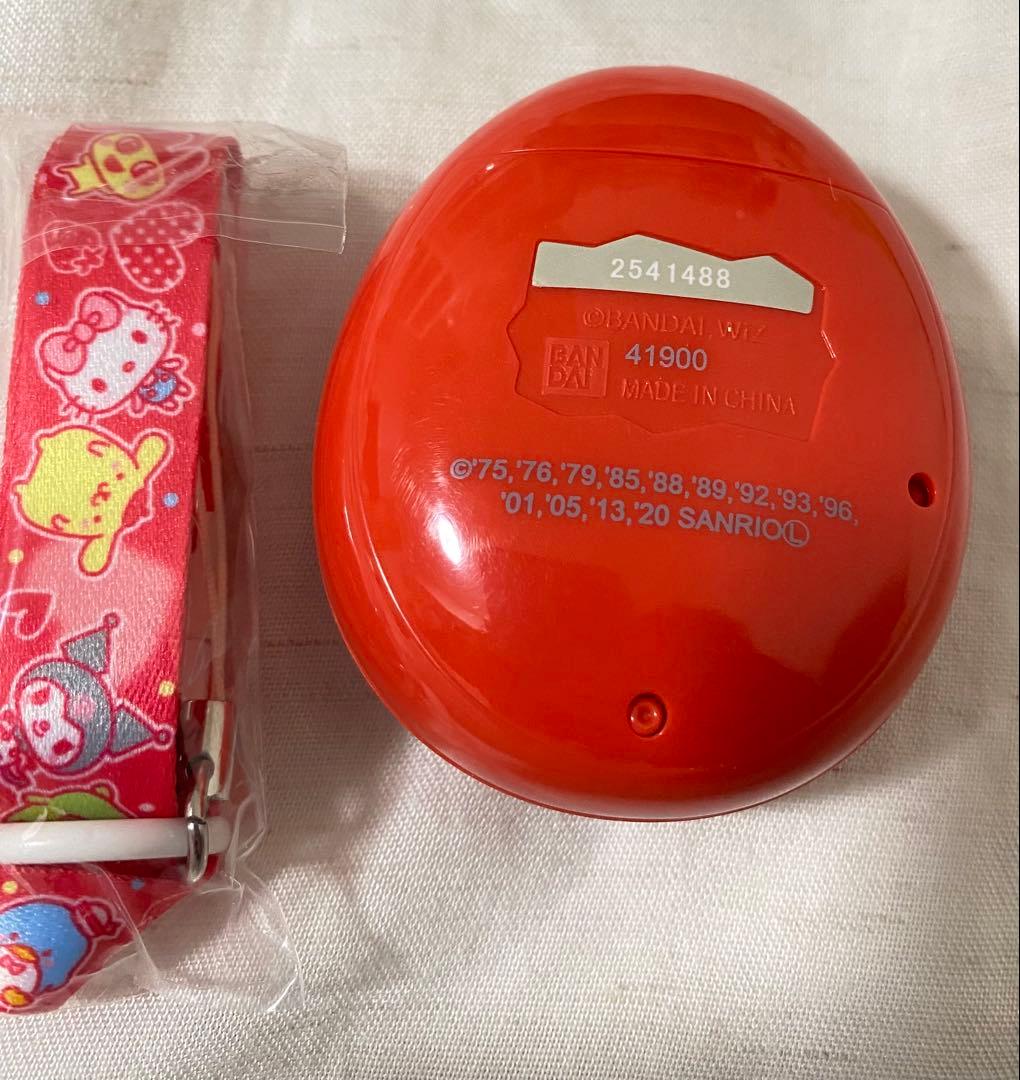 2541488
©BANDAI, WiZ
BAN
DAI
41900
MADE IN CHINA
©'75,'76,'79,'85,'88,'89,'92,'93,'96,
'01,'05,'13,'20 SANRIOⓁ